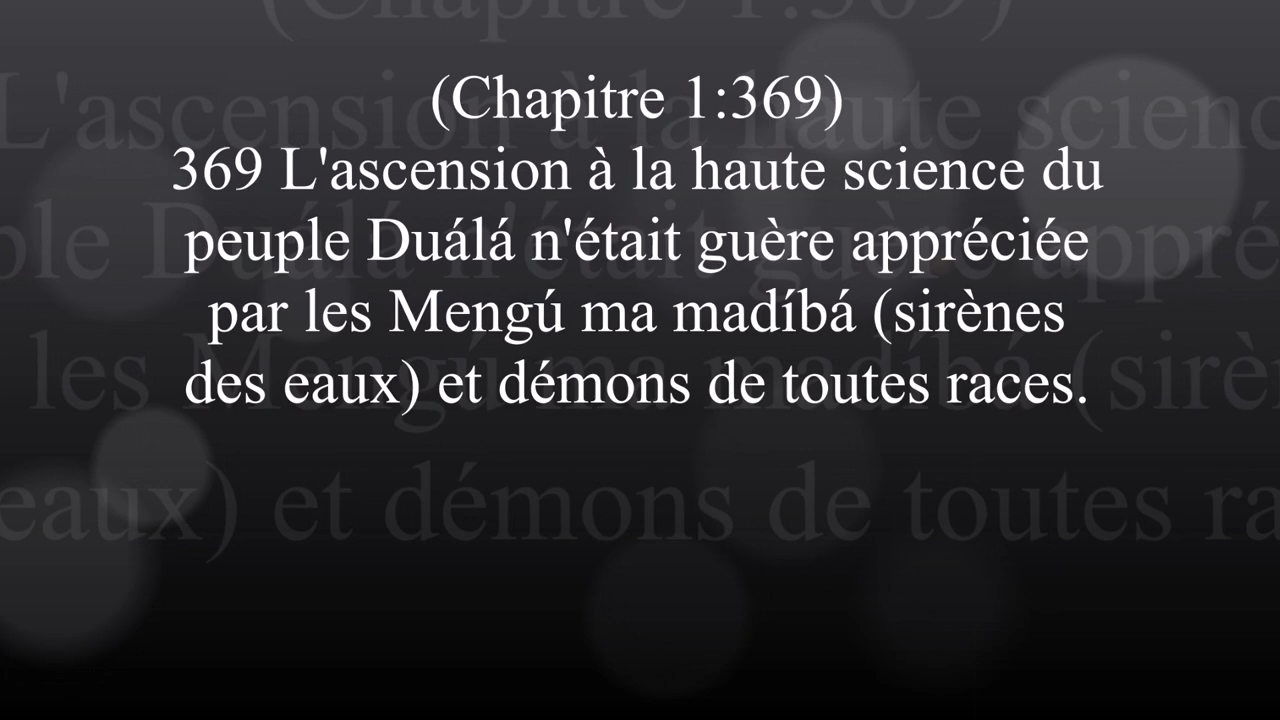 (Chapitre 1:369)
369 L'ascension à la haute science du
peuple Duálá n'était guère appréciée
par les Mengú ma madíbá (sirènes
des eaux) et démons de toutes races.